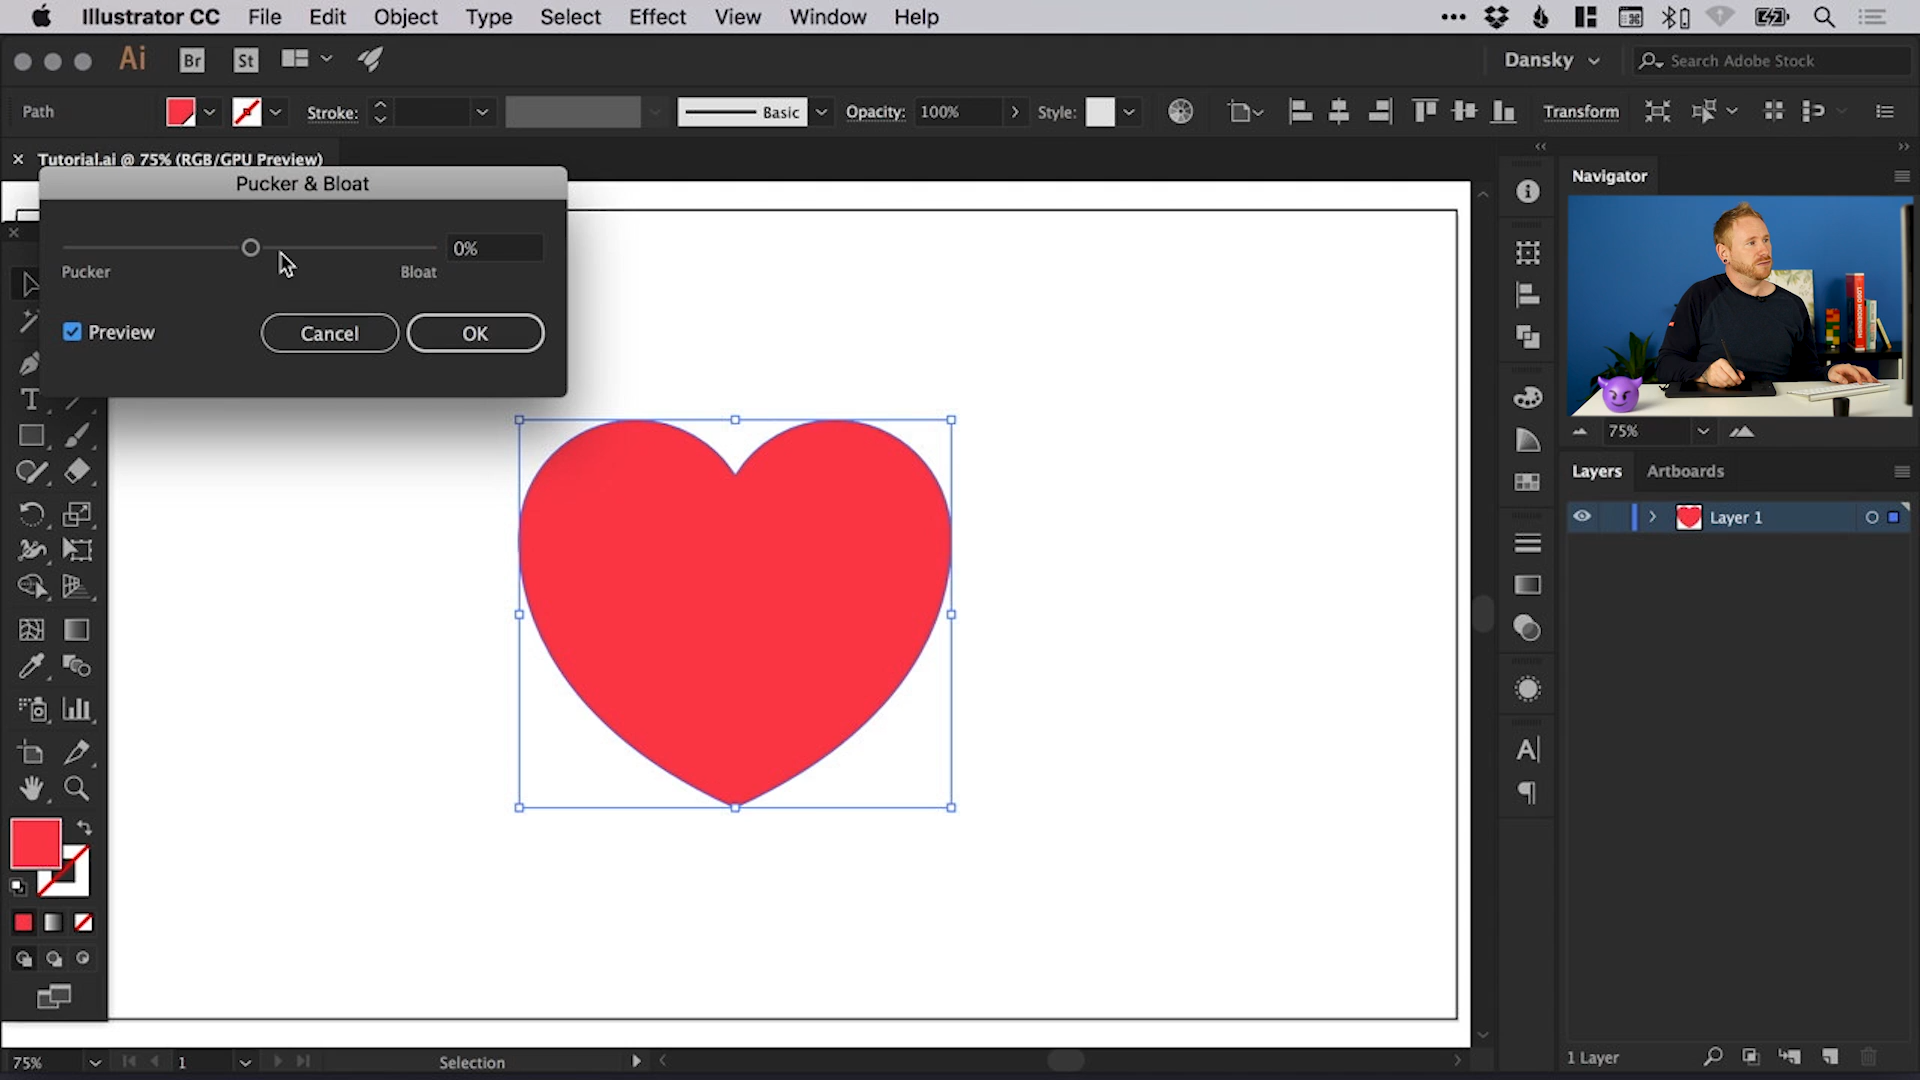 Illustrator CC File Edit Object Type Select Effect View Window Help
Ai Br St Dansky Search Adobe Stock
Path Stroke: Basic Opacity: 100% Style: Transform
Tutorial.ai @ 75% (RGB/GPU Preview)
Pucker & Bloat
0%
Pucker Bloat
Preview Cancel OK
Navigator
75%
Layers Artboards
Layer 1
1 Layer
75% 1 Selection